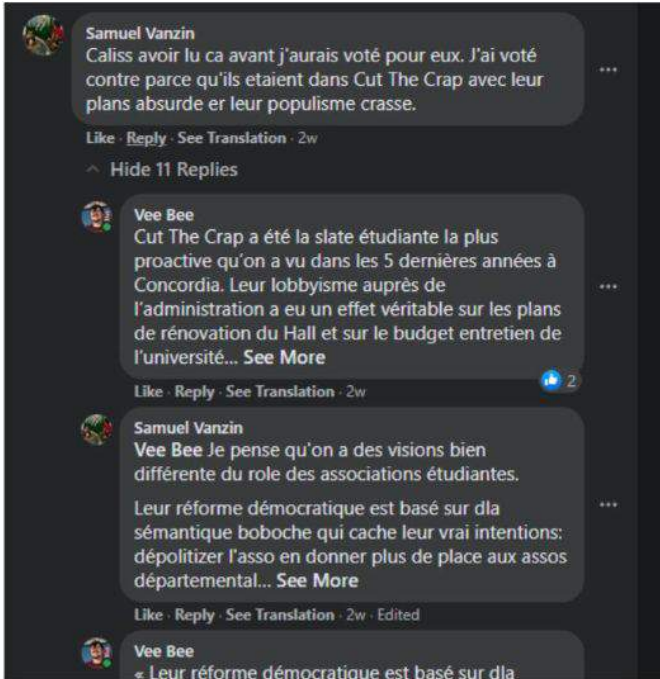 Samuel Vanzin
Caliss avoir lu ca avant j'aurais voté pour eux. J'ai voté
contre parce qu'ils etaient dans Cut The Crap avec leur
plans absurde er leur populisme crasse.
Like · Reply · See Translation · 2w
Hide 11 Replies
Vee Bee
Cut The Crap a été la slate étudiante la plus
proactive qu'on a vu dans les 5 dernières années à
Concordia. Leur lobbyisme auprès de
l'administration a eu un effet véritable sur les plans
de rénovation du Hall et sur le budget entretien de
l'université... See More
2
Like · Reply · See Translation · 2w
Samuel Vanzin
Vee Bee Je pense qu'on a des visions bien
différente du role des associations étudiantes.
Leur réforme démocratique est basé sur dla
sémantique boboche qui cache leur vrai intentions:
dépolitizer l'asso en donner plus de place aux assos
départemental... See More
Like · Reply · See Translation · 2w · Edited
Vee Bee
« Leur réforme démocratique est basé sur dla